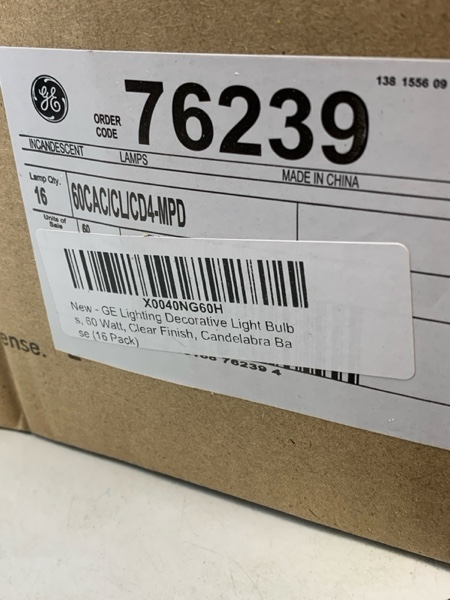 GE
138 1556 09
ORDER
CODE
76239
INCANDESCENT
LAMPS
MADE IN CHINA
Lamp Qty.
16
60CAC/CL/CD4-MPD
Units of
Sale
60
X0040NG60H
New - GE Lighting Decorative Light Bulb
s, 60 Watt, Clear Finish, Candelabra Ba
se (16 Pack)
ense.
76239 4